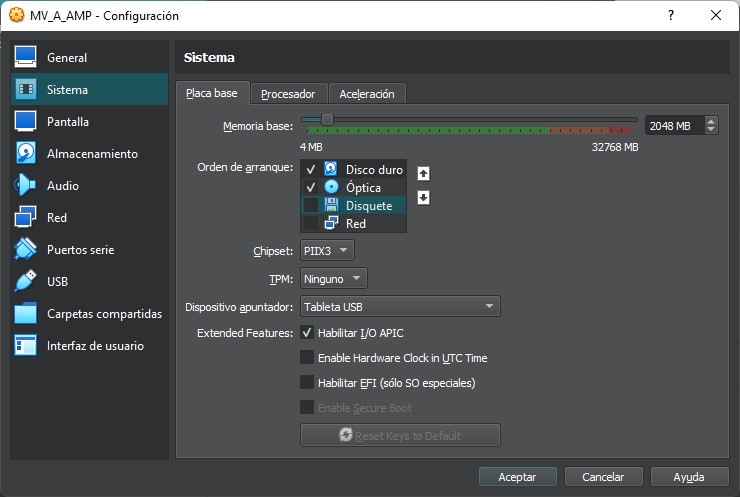 MV_A_AMP - Configuración
?
General
Sistema
Pantalla
Almacenamiento
Audio
Red
Puertos serie
USB
Carpetas compartidas
Interfaz de usuario
Sistema
Placa base Procesador Aceleración
Memoria base: 2048 MB
4 MB 32768 MB
Orden de arranque: Disco duro
Óptica
Disquete
Red
Chipset: PIIX3
TPM: Ninguno
Dispositivo apuntador: Tableta USB
Extended Features: Habilitar I/O APIC
Enable Hardware Clock in UTC Time
Habilitar EFI (sólo SO especiales)
Enable Secure Boot
Reset Keys to Default
Aceptar Cancelar Ayuda